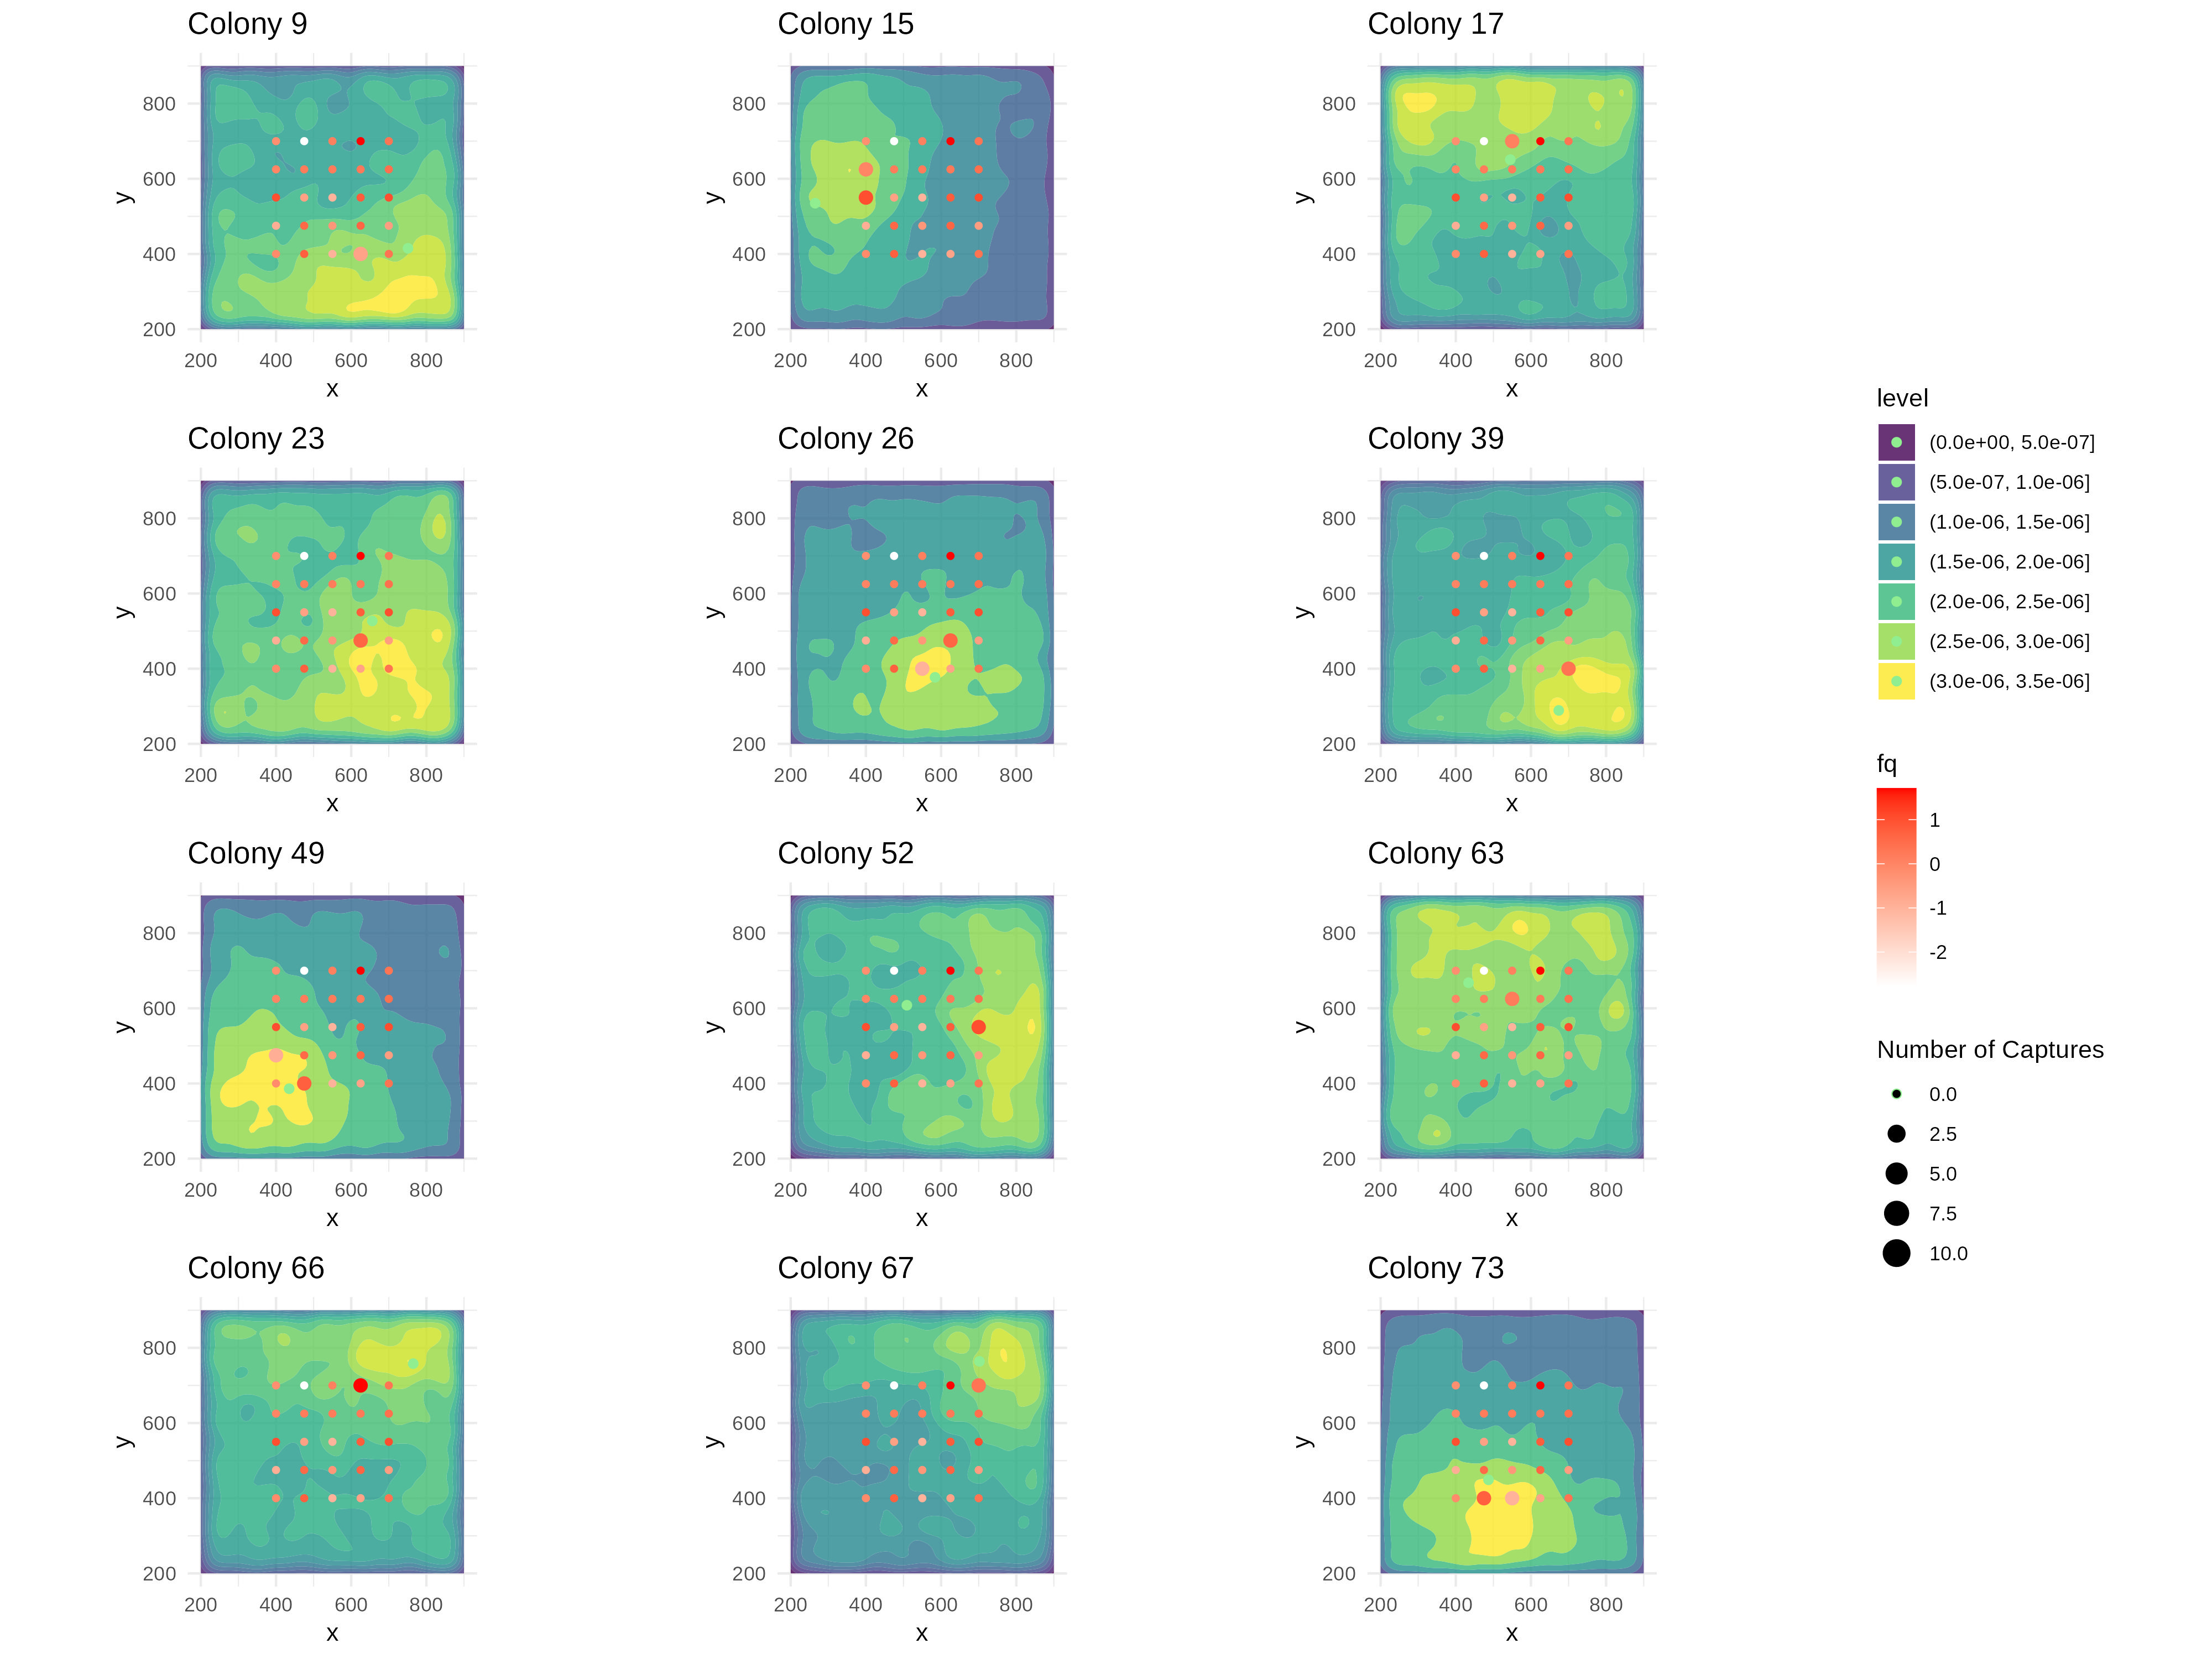 Colony 9
Colony 15
Colony 17
y
800
600
400
200
200 400 600 800
x
y
800
600
400
200
200 400 600 800
x
y
800
600
400
200
200 400 600 800
x
Colony 23
Colony 26
Colony 39
y
800
600
400
200
200 400 600 800
x
y
800
600
400
200
200 400 600 800
x
y
800
600
400
200
200 400 600 800
x
Colony 49
Colony 52
Colony 63
y
800
600
400
200
200 400 600 800
x
y
800
600
400
200
200 400 600 800
x
y
800
600
400
200
200 400 600 800
x
Colony 66
Colony 67
Colony 73
y
800
600
400
200
200 400 600 800
x
y
800
600
400
200
200 400 600 800
x
y
800
600
400
200
200 400 600 800
x
level
(0.0e+00, 5.0e-07]
(5.0e-07, 1.0e-06]
(1.0e-06, 1.5e-06]
(1.5e-06, 2.0e-06]
(2.0e-06, 2.5e-06]
(2.5e-06, 3.0e-06]
(3.0e-06, 3.5e-06]
fq
1
0
-1
-2
Number of Captures
0.0
2.5
5.0
7.5
10.0